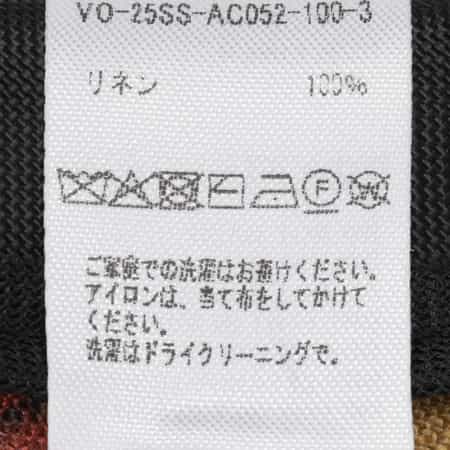 VO-25SS-AC052-100-3
リネン 100%
F
W
ご家庭での洗濯はお避けください。
アイロンは、当て布をしてかけて
ください。
洗濯はドライクリーニングで。